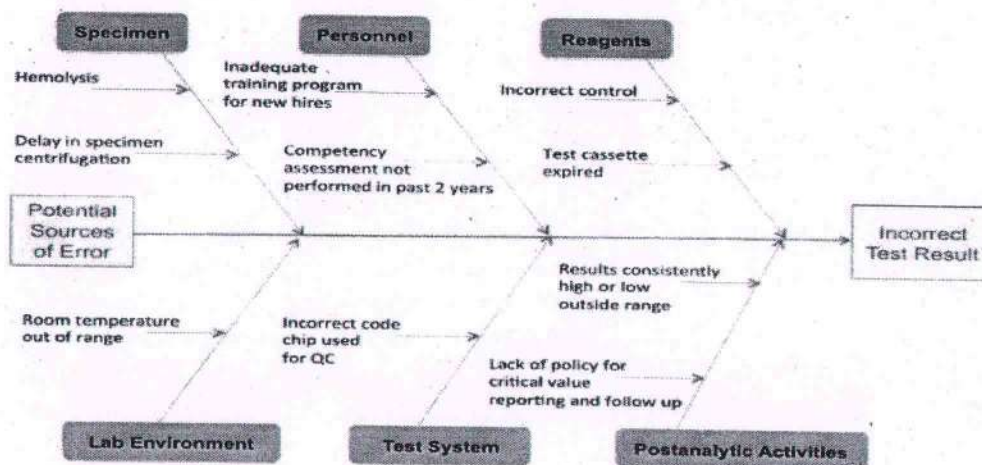 Specimen
Personnel
Reagents
Hemolysis
Inadequate
training program
for new hires
Incorrect control
Delay in specimen
centrifugation
Competency
assessment not
performed in past 2 years
Test cassette
expired
Potential
Sources
of Error
Incorrect
Test Result
Results consistently
high or low
outside range
Room temperature
out of range
Incorrect code
chip used
for QC
Lack of policy for
critical value
reporting and follow up
Lab Environment
Test System
Postanalytic Activities